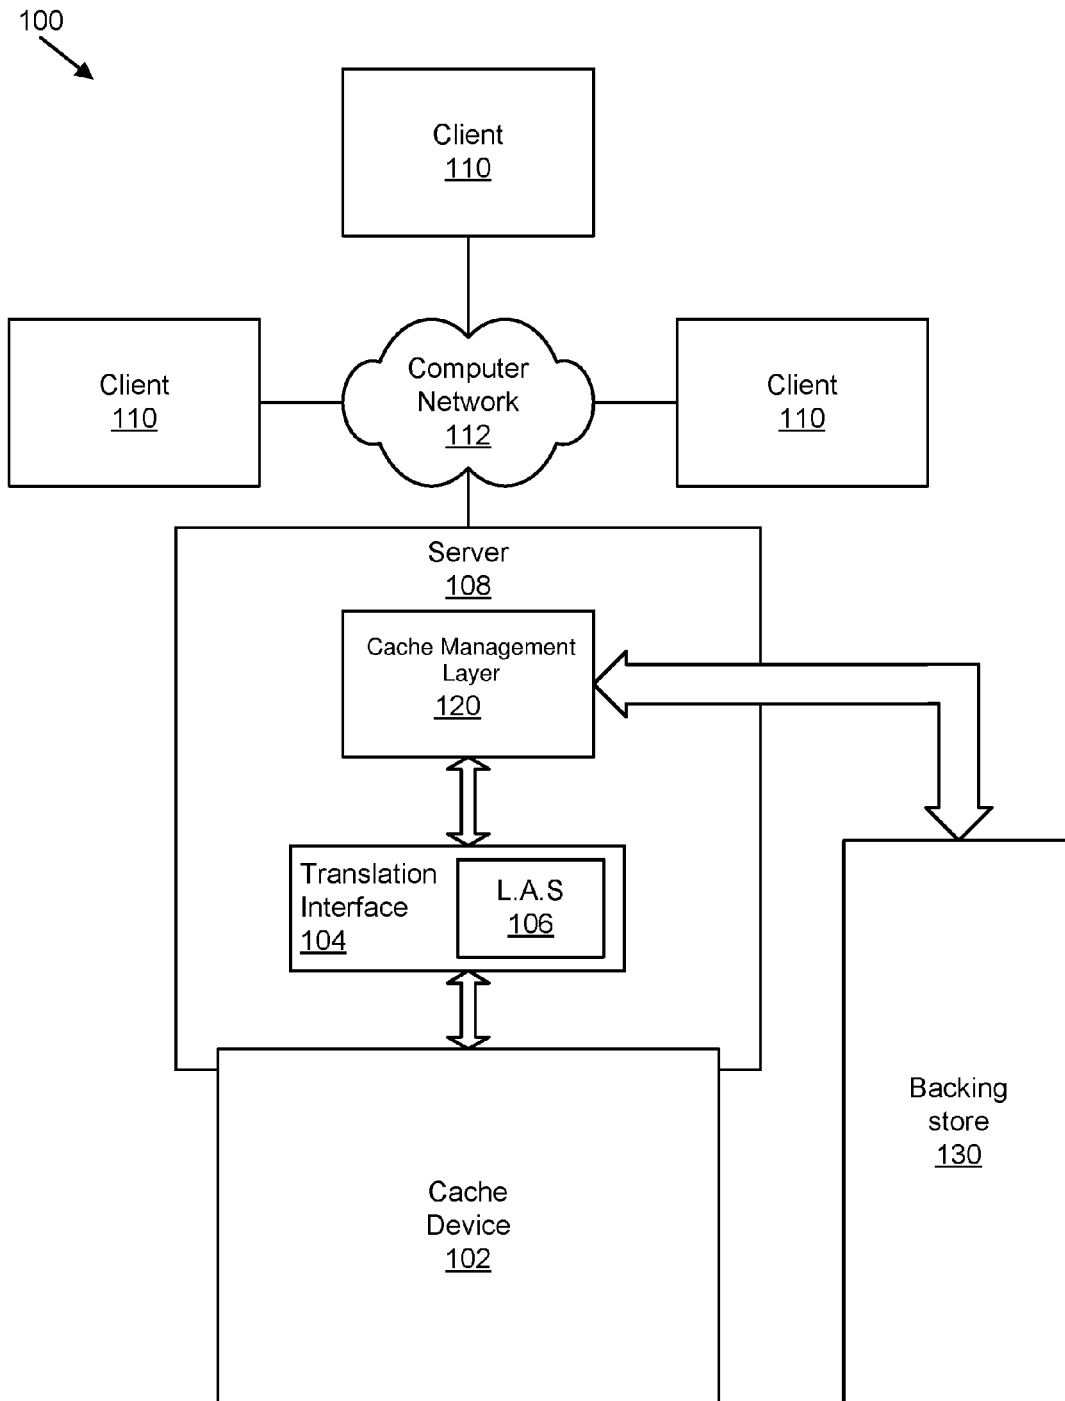 100
Client
110
Client
110
Computer
Network
112
Client
110
Server
108
Cache Management
Layer
120
Translation
Interface
104
L.A.S
106
Backing
store
130
Cache
Device
102